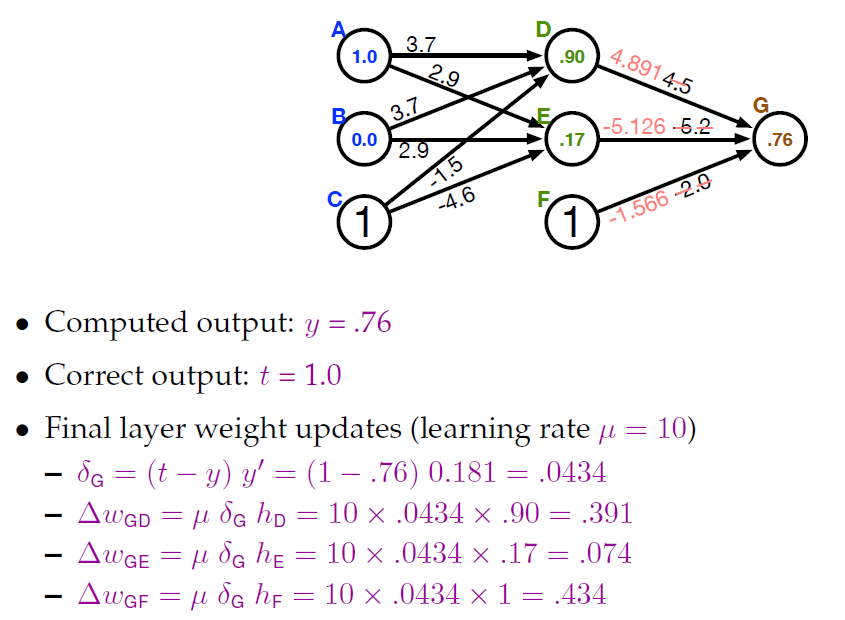 A 1.0 3.7 D .90 4.891 4.5
2.9
B 0.0 3.7 E .17 -5.126 -5.2 G .76
2.9
C 1 -1.5 F 1 -1.566 -2.0
-4.6
• Computed output: y = .76
• Correct output: t = 1.0
• Final layer weight updates (learning rate μ = 10)
– δG = (t − y) y′ = (1 − .76) 0.181 = .0434
– ΔwGD = μ δG hD = 10 × .0434 × .90 = .391
– ΔwGE = μ δG hE = 10 × .0434 × .17 = .074
– ΔwGF = μ δG hF = 10 × .0434 × 1 = .434